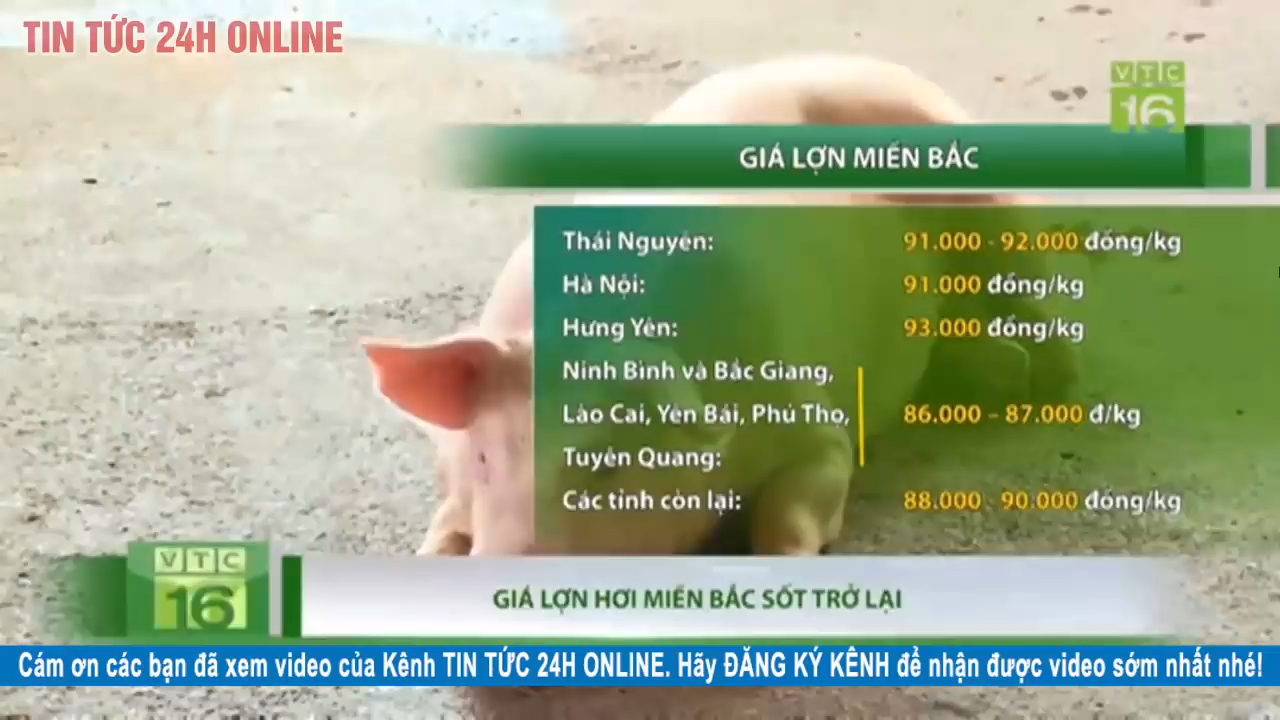 TIN TỨC 24H ONLINE
VTC
16
GIÁ LỢN MIỀN BẮC
Thái Nguyên: 91.000 - 92.000 đồng/kg
Hà Nội: 91.000 đồng/kg
Hưng Yên: 93.000 đồng/kg
Ninh Bình và Bắc Giang,
Lào Cai, Yên Bái, Phú Thọ, 86.000 – 87.000 đ/kg
Tuyên Quang:
Các tỉnh còn lại: 88.000 - 90.000 đồng/kg
VTC
16
GIÁ LỢN HƠI MIỀN BẮC SỐT TRỞ LẠI
Cám ơn các bạn đã xem video của Kênh TIN TỨC 24H ONLINE. Hãy ĐĂNG KÝ KÊNH để nhận được video sớm nhất nhé!